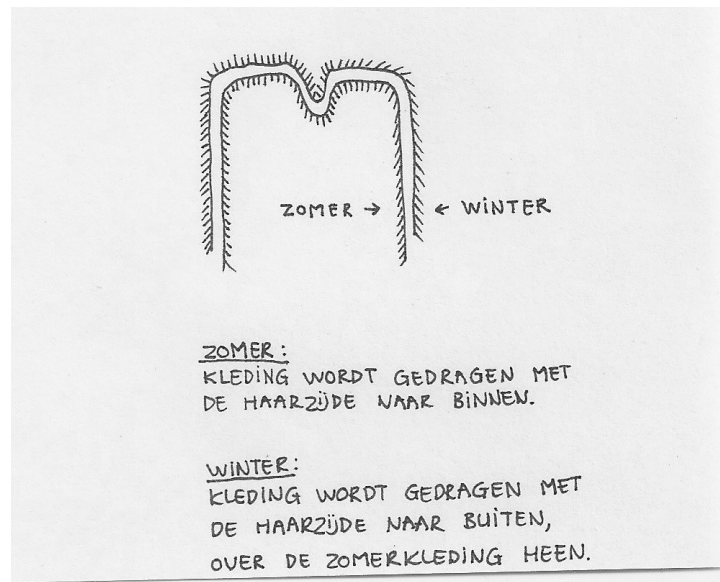 ZOMER → ← WINTER
ZOMER:
KLEDING WORDT GEDRAGEN MET
DE HAARZIJDE NAAR BINNEN.
WINTER:
KLEDING WORDT GEDRAGEN MET
DE HAARZIJDE NAAR BUITEN,
OVER DE ZOMERKLEDING HEEN.